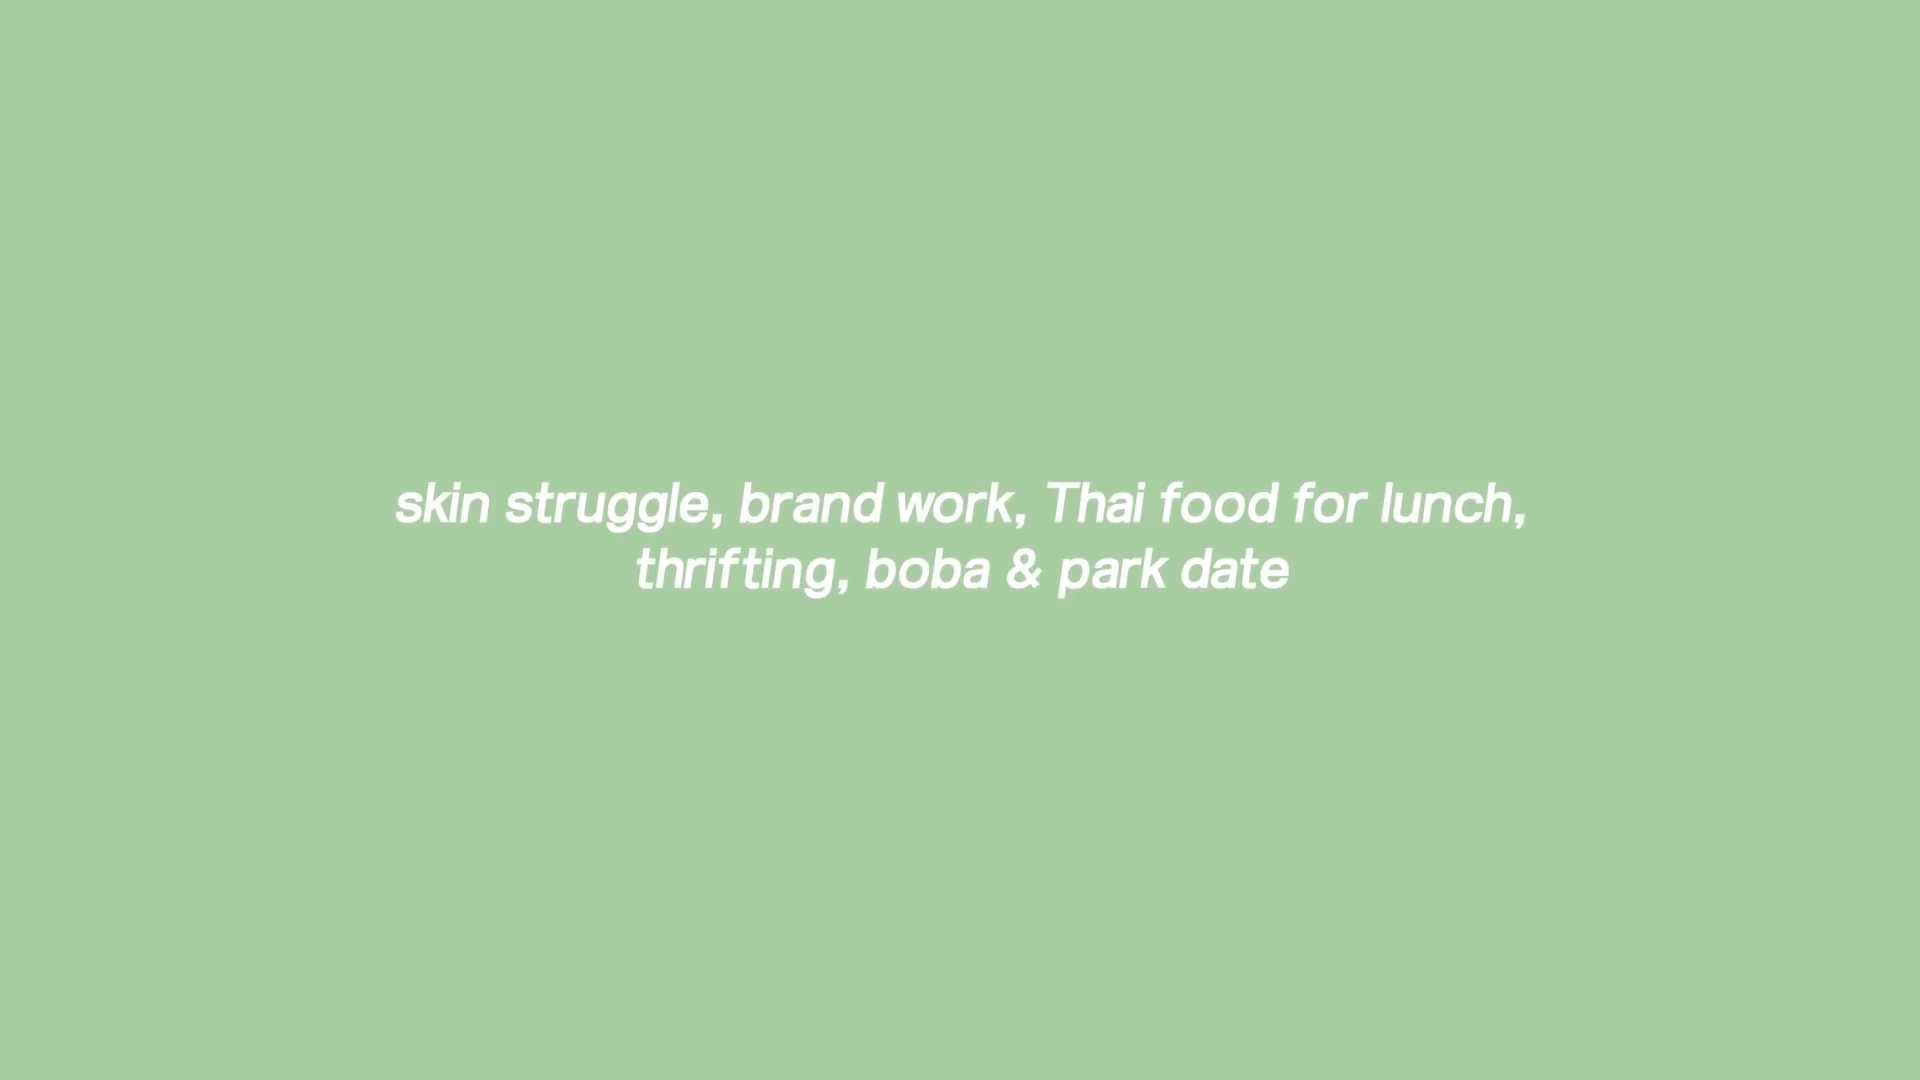 skin struggle, brand work, Thai food for lunch,
thrifting, boba & park date